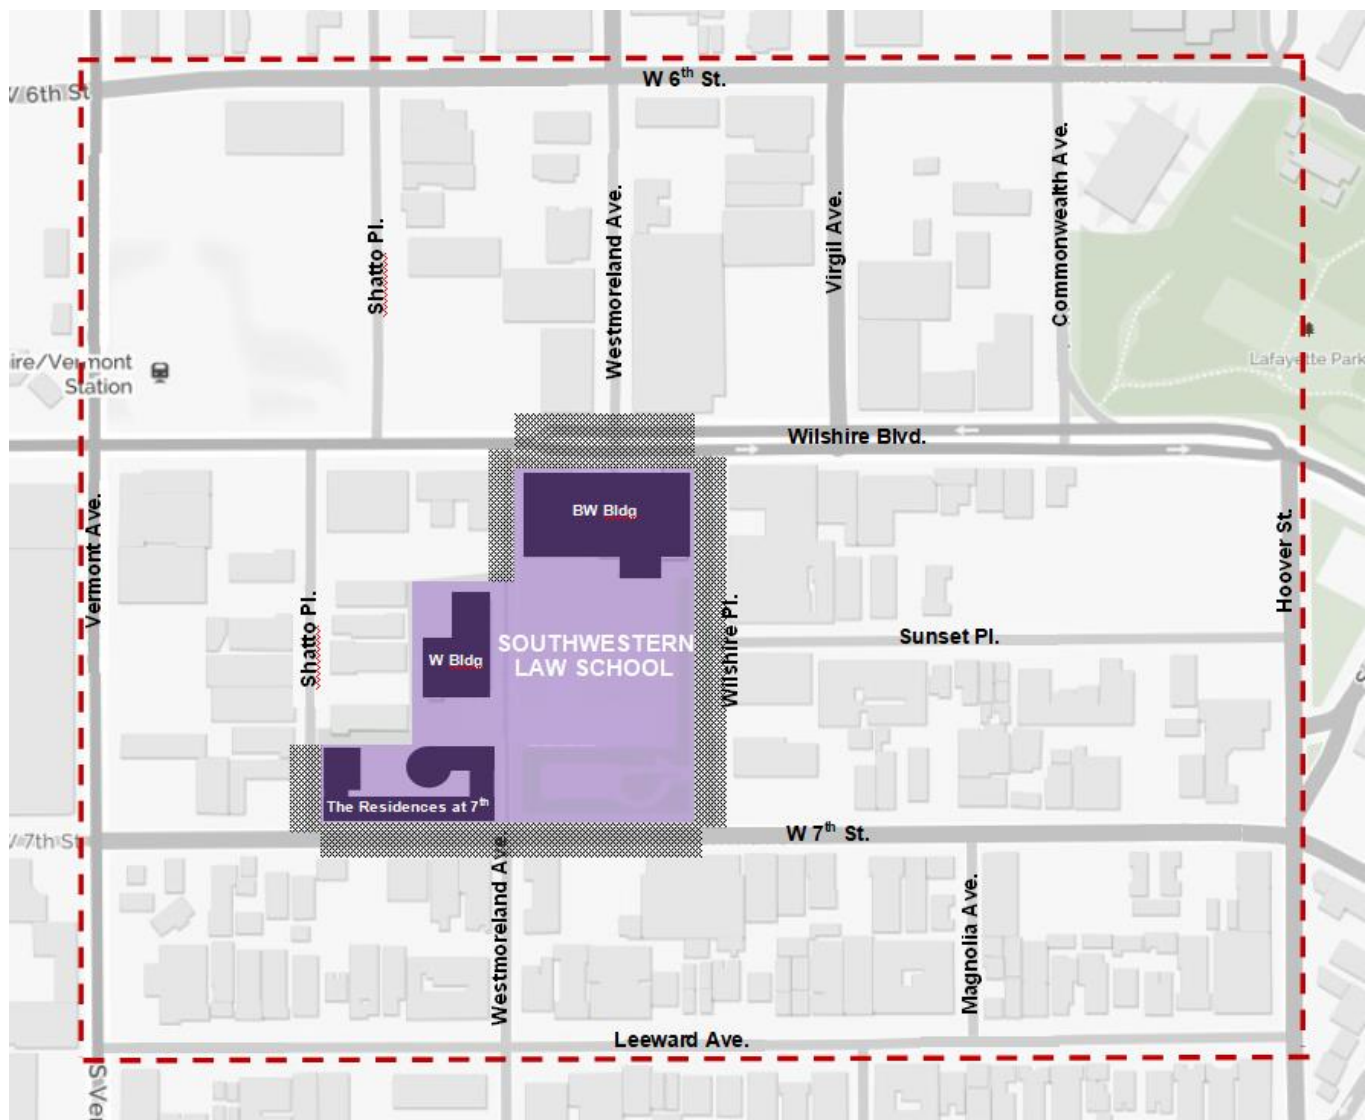 W 6th St.
V 6th St
Shatto Pl.
Westmoreland Ave.
Virgil Ave.
Commonwealth Ave.
ire/Vermont
Station
Lafayette Park
Wilshire Blvd.
BW Bldg
Vermont Ave.
Hoover St.
Shatto Pl.
W Bldg
SOUTHWESTERN
LAW SCHOOL
Wilshire Pl.
Sunset Pl.
The Residences at 7th
V 7th St
W 7th St.
Westmoreland Ave.
Magnolia Ave.
Leeward Ave.
S Ver